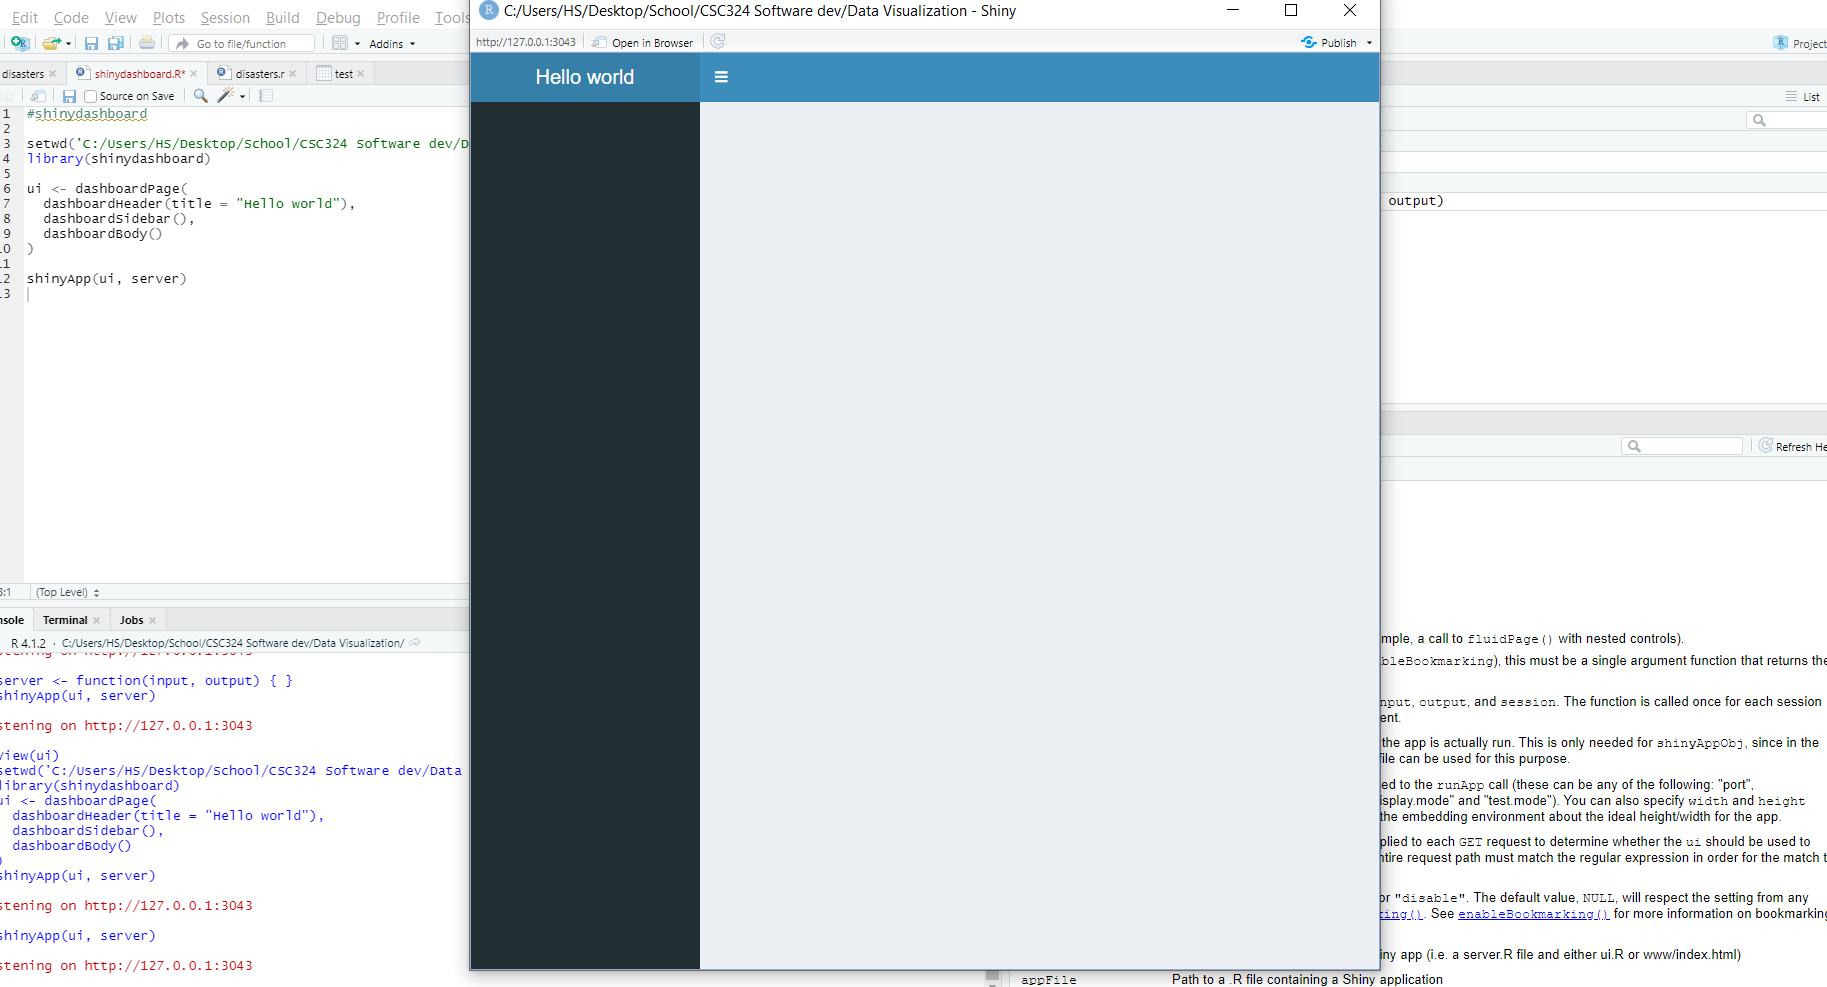 Edit Code View Plots Session Build Debug Profile Tools
Go to file/function
Addins
disasters
shinydashboard.R*
disasters.r
test
Source on Save
1 #shinydashboard
2
3 setwd('C:/Users/HS/Desktop/School/CSC324 Software dev/D
4 library(shinydashboard)
5
6 ui <- dashboardPage(
7 dashboardHeader(title = "Hello world"),
8 dashboardSidebar(),
9 dashboardBody()
.0 )
.1
.2 shinyApp(ui, server)
.3
3:1 (Top Level)
nsole Terminal Jobs
R 4.1.2 · C:/Users/HS/Desktop/School/CSC324 Software dev/Data Visualization/
stening on http://127.0.0.1:3043
server <- function(input, output) { }
shinyApp(ui, server)
stening on http://127.0.0.1:3043
View(ui)
setwd('C:/Users/HS/Desktop/School/CSC324 Software dev/Data
library(shinydashboard)
ui <- dashboardPage(
dashboardHeader(title = "Hello world"),
dashboardSidebar(),
dashboardBody()
)
shinyApp(ui, server)
stening on http://127.0.0.1:3043
shinyApp(ui, server)
stening on http://127.0.0.1:3043
R C:/Users/HS/Desktop/School/CSC324 Software dev/Data Visualization - Shiny
http://127.0.0.1:3043 Open in Browser Publish
Hello world
Project
List
output)
Refresh He
mple, a call to fluidPage() with nested controls).
bleBookmarking), this must be a single argument function that returns the
nput, output, and session. The function is called once for each session
ent.
the app is actually run. This is only needed for shinyAppObj, since in the
file can be used for this purpose.
ed to the runApp call (these can be any of the following: "port",
isplay.mode" and "test.mode"). You can also specify width and height
the embedding environment about the ideal height/width for the app.
plied to each GET request to determine whether the ui should be used to
ntire request path must match the regular expression in order for the match t
or "disable". The default value, NULL, will respect the setting from any
king(). See enableBookmarking() for more information on bookmarking
iny app (i.e. a server.R file and either ui.R or www/index.html)
appFile Path to a .R file containing a Shiny application